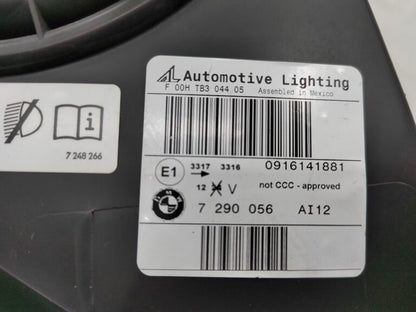 AL Automotive Lighting
F 00H TB3 044 05 Assembled in Mexico
7 248 266
E1 3317 3316 0916141881
12 V not CCC - approved
7 290 056 AI12